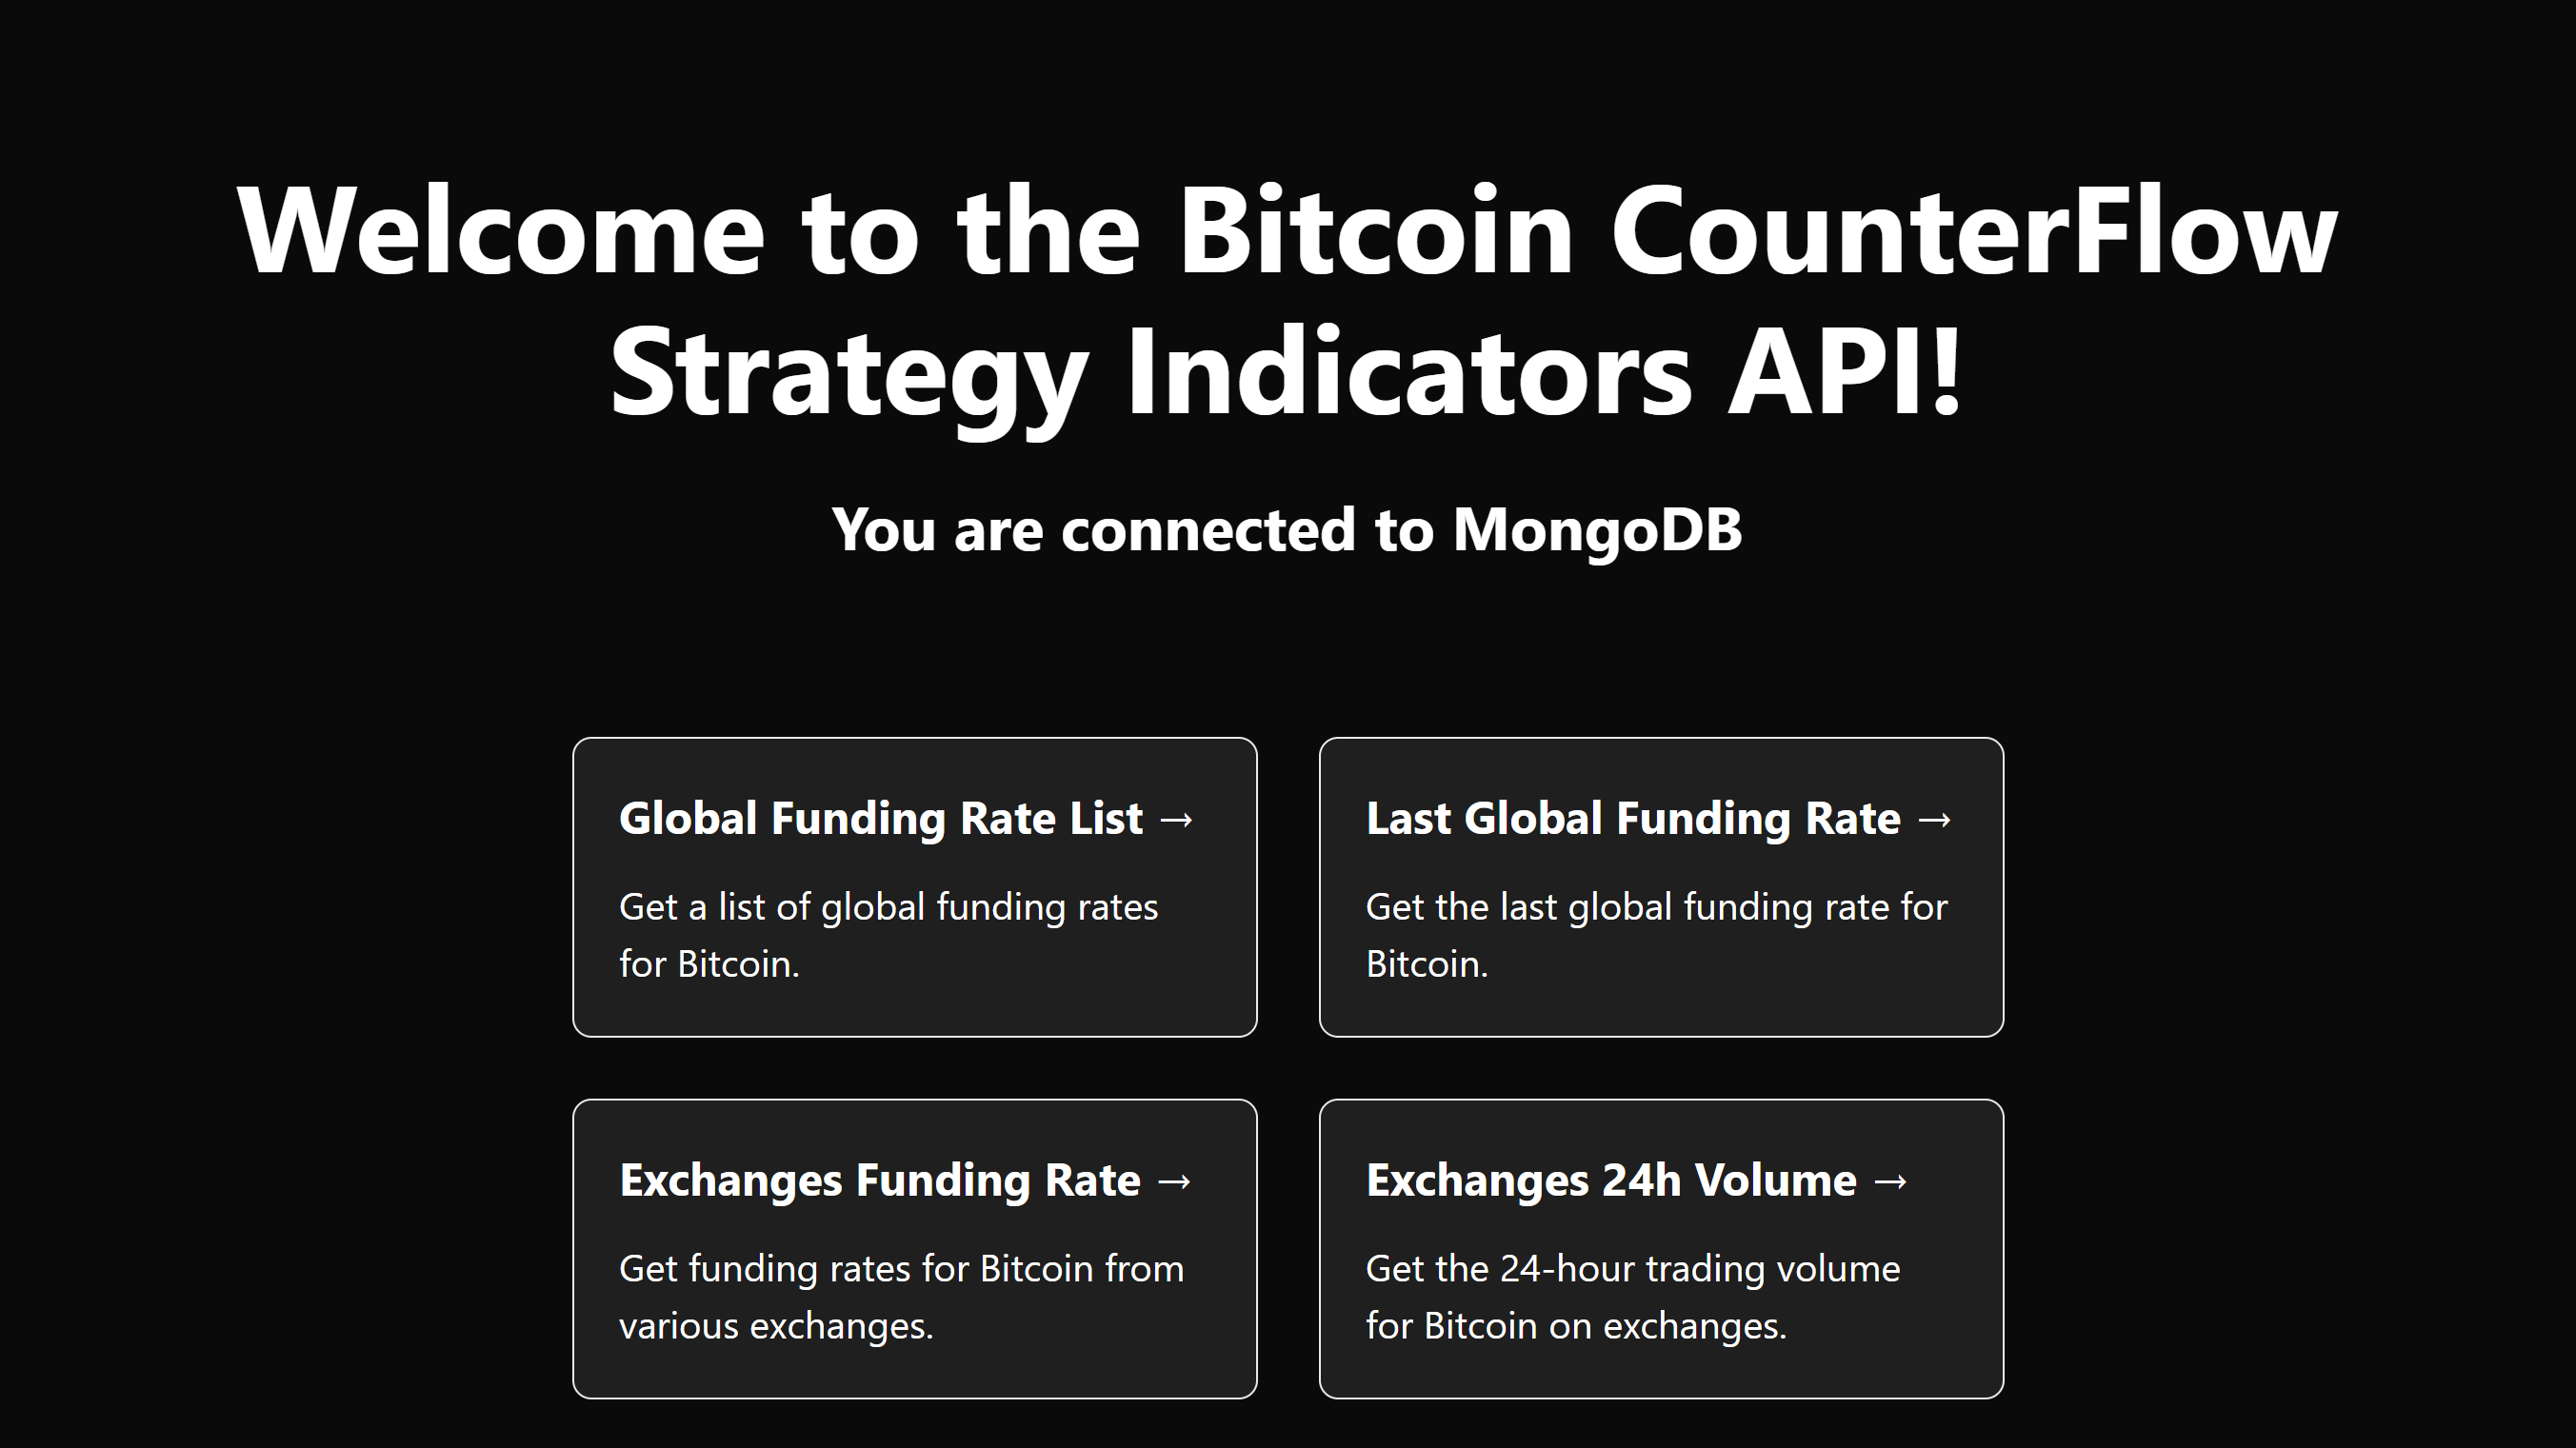 Welcome to the Bitcoin CounterFlow
Strategy Indicators API!
You are connected to MongoDB
Global Funding Rate List →
Get a list of global funding rates
for Bitcoin.
Last Global Funding Rate →
Get the last global funding rate for
Bitcoin.
Exchanges Funding Rate →
Get funding rates for Bitcoin from
various exchanges.
Exchanges 24h Volume →
Get the 24-hour trading volume
for Bitcoin on exchanges.